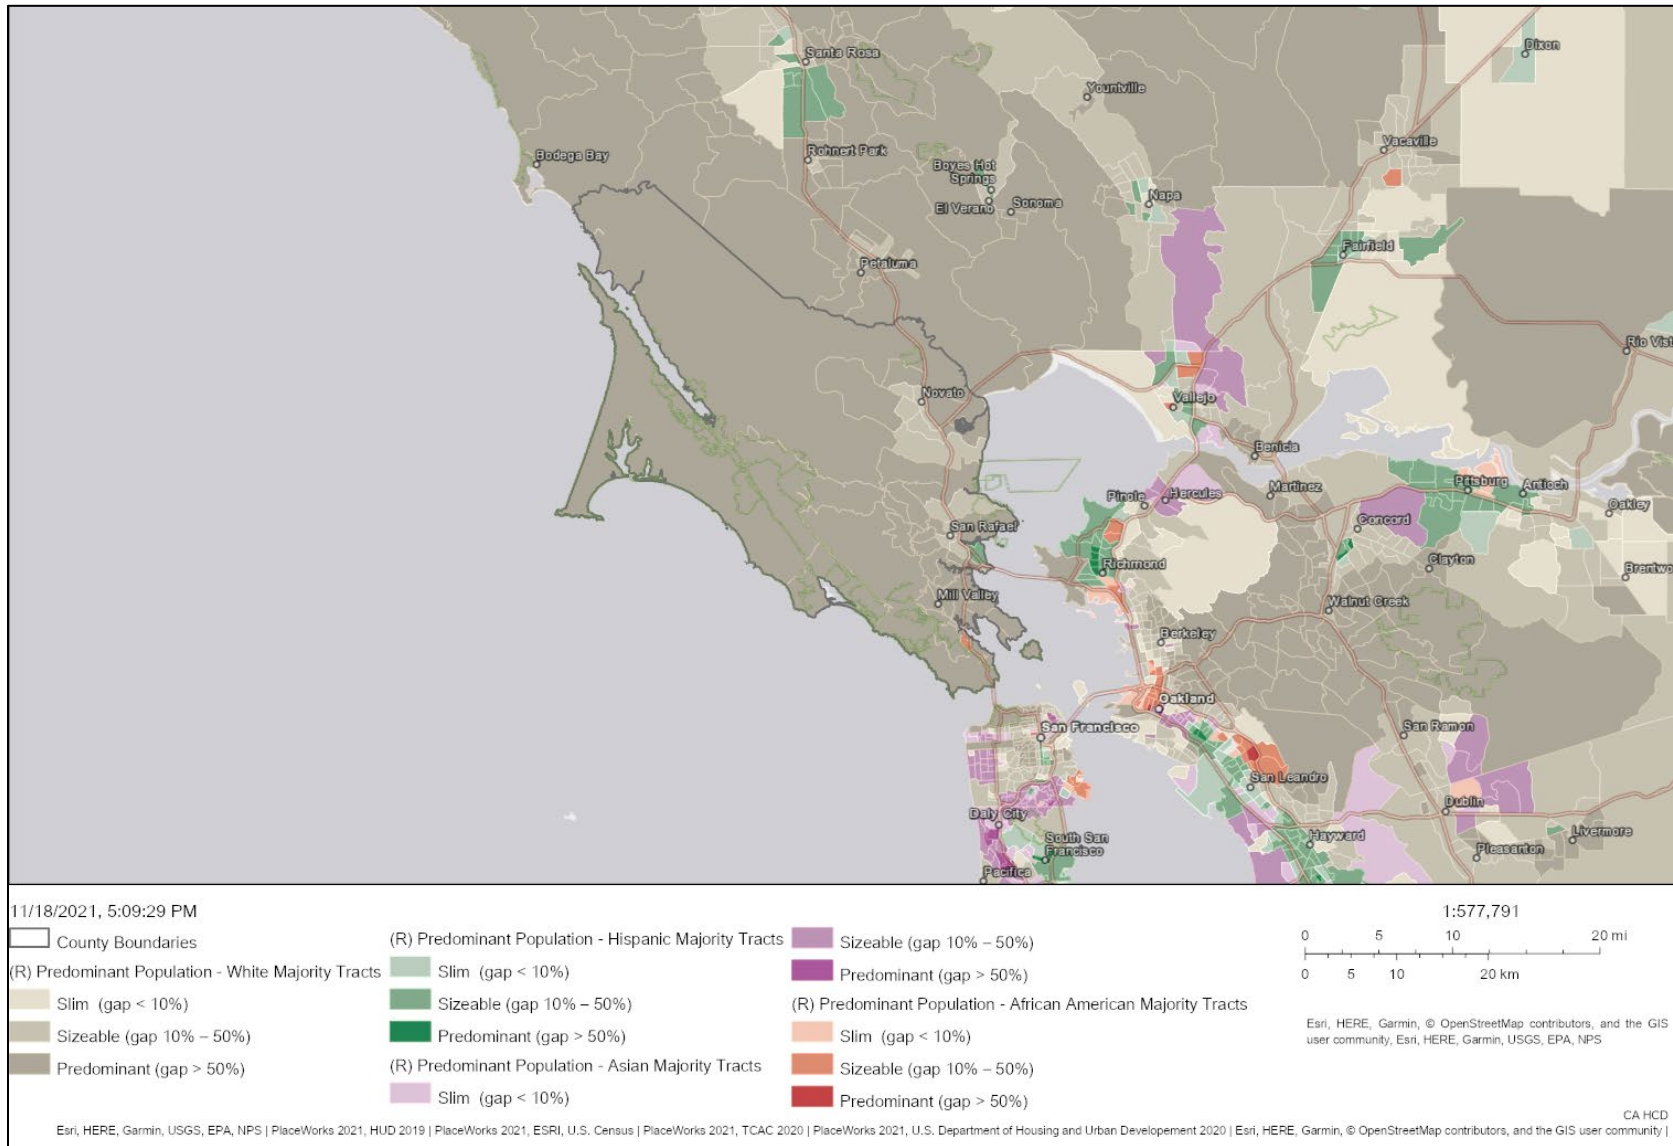 Santa Rosa
Dixon
Yountville
Vacaville
Bodega Bay
Rohnert Park
Boyes Hot
Springs
El Verano
Sonoma
Napa
Fairfield
Petaluma
Rio Vist
Novato
Vallejo
Benicia
Pinole
Hercules
Martinez
Pittsburg
Antioch
Oakley
San Rafael
Concord
Richmond
Clayton
Brentwo
Mill Valley
Walnut Creek
Berkeley
Oakland
San Francisco
San Ramon
San Leandro
Daly City
Dublin
South San
Francisco
Hayward
Livermore
Pleasanton
Pacifica
11/18/2021, 5:09:29 PM
County Boundaries
(R) Predominant Population - White Majority Tracts
Slim (gap < 10%)
Sizeable (gap 10% – 50%)
Predominant (gap > 50%)
(R) Predominant Population - Hispanic Majority Tracts
Slim (gap < 10%)
Sizeable (gap 10% – 50%)
Predominant (gap > 50%)
(R) Predominant Population - Asian Majority Tracts
Slim (gap < 10%)
Sizeable (gap 10% – 50%)
Predominant (gap > 50%)
(R) Predominant Population - African American Majority Tracts
Slim (gap < 10%)
Sizeable (gap 10% – 50%)
Predominant (gap > 50%)
1:577,791
0 5 10 20 mi
0 5 10 20 km
Esri, HERE, Garmin, © OpenStreetMap contributors, and the GIS
user community, Esri, HERE, Garmin, USGS, EPA, NPS
CA HCD
Esri, HERE, Garmin, USGS, EPA, NPS | PlaceWorks 2021, HUD 2019 | PlaceWorks 2021, ESRI, U.S. Census | PlaceWorks 2021, TCAC 2020 | PlaceWorks 2021, U.S. Department of Housing and Urban Developement 2020 | Esri, HERE, Garmin, © OpenStreetMap contributors, and the GIS user community |